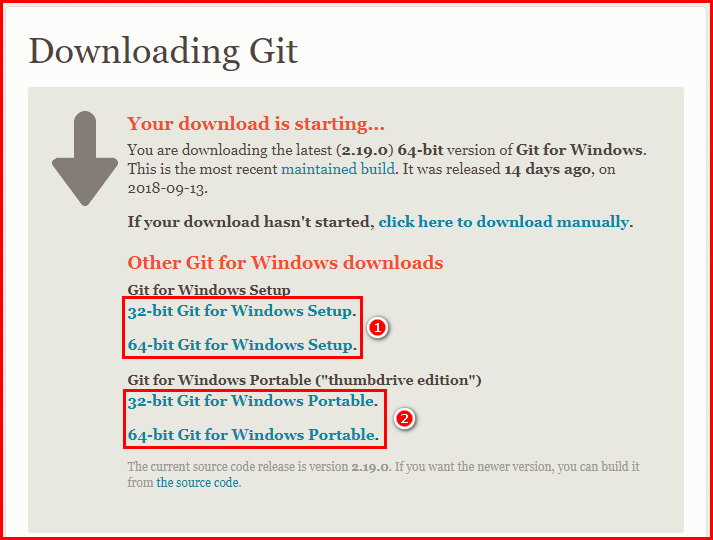 Downloading Git
Your download is starting...
You are downloading the latest (2.19.0) 64-bit version of Git for Windows.
This is the most recent maintained build. It was released 14 days ago, on
2018-09-13.
If your download hasn't started, click here to download manually.
Other Git for Windows downloads
Git for Windows Setup
32-bit Git for Windows Setup.
1
64-bit Git for Windows Setup.
Git for Windows Portable ("thumbdrive edition")
32-bit Git for Windows Portable.
2
64-bit Git for Windows Portable.
The current source code release is version 2.19.0. If you want the newer version, you can build it
from the source code.